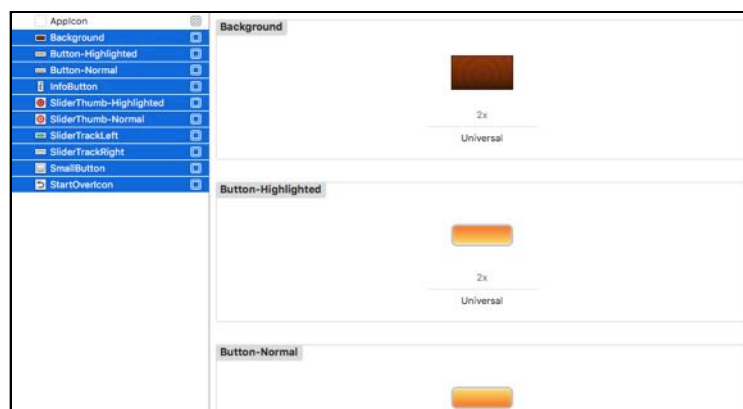 AppIcon
Background
Button-Highlighted
Button-Normal
InfoButton
SliderThumb-Highlighted
SliderThumb-Normal
SliderTrackLeft
SliderTrackRight
SmallButton
StartOverIcon
Background
2x
Universal
Button-Highlighted
2x
Universal
Button-Normal